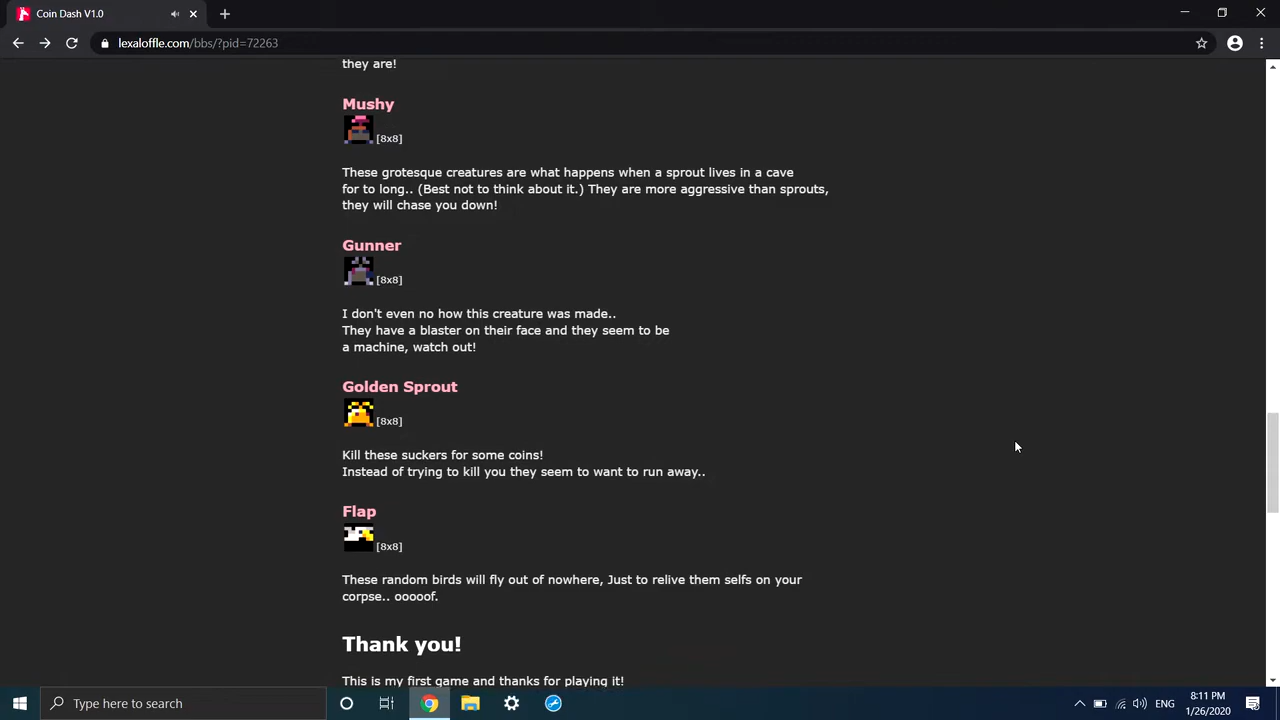 Coin Dash V1.0
lexaloffle.com/bbs/?pid=72263
they are!
Mushy
[8x8]
These grotesque creatures are what happens when a sprout lives in a cave
for to long.. (Best not to think about it.) They are more aggressive than sprouts,
they will chase you down!
Gunner
[8x8]
I don't even no how this creature was made..
They have a blaster on their face and they seem to be
a machine, watch out!
Golden Sprout
[8x8]
Kill these suckers for some coins!
Instead of trying to kill you they seem to want to run away..
Flap
[8x8]
These random birds will fly out of nowhere, Just to relive them selfs on your
corpse.. ooooof.
Thank you!
This is my first game and thanks for playing it!
Type here to search
ENG
8:11 PM
1/26/2020